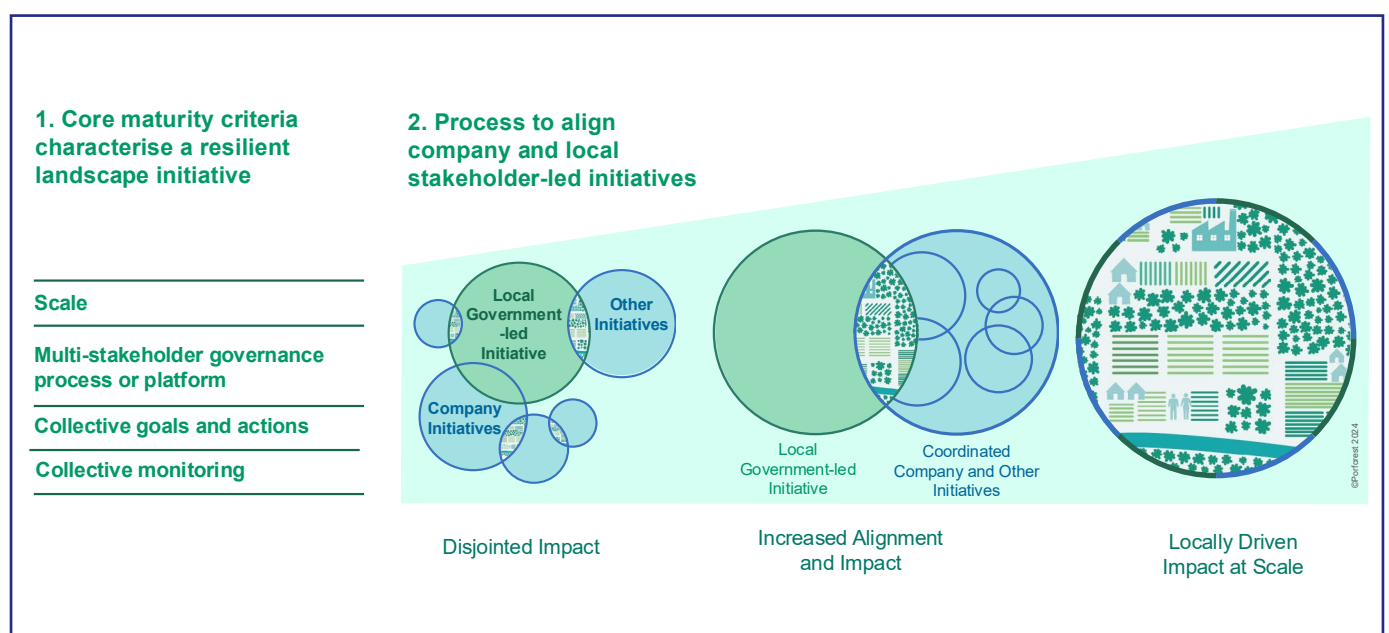 1. Core maturity criteria
characterise a resilient
landscape initiative
Scale
Multi-stakeholder governance
process or platform
Collective goals and actions
Collective monitoring
2. Process to align
company and local
stakeholder-led initiatives
Local
Government
-led
Initiative
Other
Initiatives
Company
Initiatives
Disjointed Impact
Local
Government-led
Initiative
Coordinated
Company and Other
Initiatives
Increased Alignment
and Impact
©Porforest 2024
Locally Driven
Impact at Scale